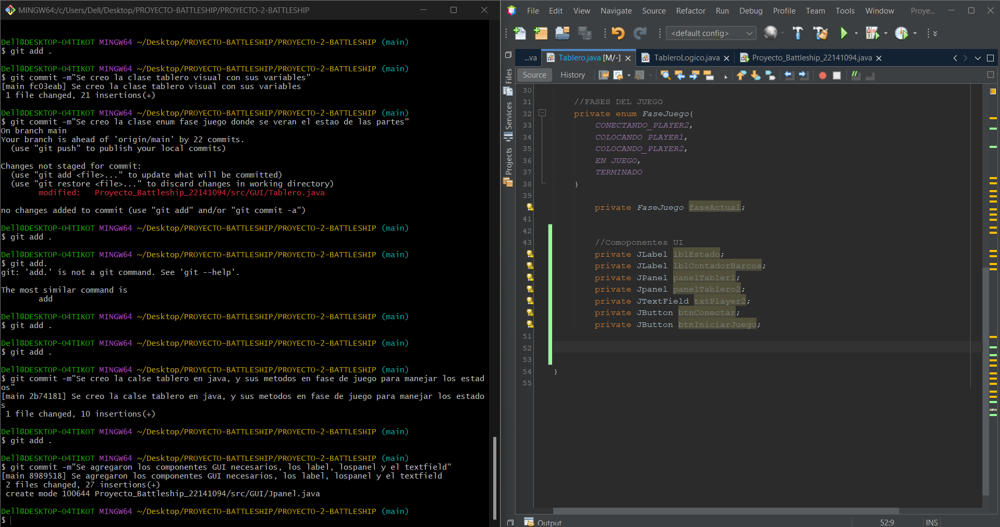 MINGW64:/c/Users/Dell/Desktop/PROYECTO-BATTLESHIP/PROYECTO-2-BATTLESHIP
Dell@DESKTOP-O4TIKOT MINGW64 ~/Desktop/PROYECTO-BATTLESHIP/PROYECTO-2-BATTLESHIP (main)
$ git add .
Dell@DESKTOP-O4TIKOT MINGW64 ~/Desktop/PROYECTO-BATTLESHIP/PROYECTO-2-BATTLESHIP (main)
$ git commit -m"Se creo la clase tablero visual con sus variables"
[main fc03eab] Se creo la clase tablero visual con sus variables
1 file changed, 21 insertions(+)
Dell@DESKTOP-O4TIKOT MINGW64 ~/Desktop/PROYECTO-BATTLESHIP/PROYECTO-2-BATTLESHIP (main)
$ git commit -m"Se creo la clase enum fase juego donde se veran el estao de las partes"
On branch main
Your branch is ahead of 'origin/main' by 22 commits.
(use "git push" to publish your local commits)
Changes not staged for commit:
(use "git add <file>..." to update what will be committed)
(use "git restore <file>..." to discard changes in working directory)
modified:   Proyecto_Battleship_22141094/src/GUI/Tablero.java
no changes added to commit (use "git add" and/or "git commit -a")
Dell@DESKTOP-O4TIKOT MINGW64 ~/Desktop/PROYECTO-BATTLESHIP/PROYECTO-2-BATTLESHIP (main)
$ git add .
Dell@DESKTOP-O4TIKOT MINGW64 ~/Desktop/PROYECTO-BATTLESHIP/PROYECTO-2-BATTLESHIP (main)
$ git add.
git: 'add.' is not a git command. See 'git --help'.
The most similar command is
add
Dell@DESKTOP-O4TIKOT MINGW64 ~/Desktop/PROYECTO-BATTLESHIP/PROYECTO-2-BATTLESHIP (main)
$ git add .
Dell@DESKTOP-O4TIKOT MINGW64 ~/Desktop/PROYECTO-BATTLESHIP/PROYECTO-2-BATTLESHIP (main)
$ git add .
Dell@DESKTOP-O4TIKOT MINGW64 ~/Desktop/PROYECTO-BATTLESHIP/PROYECTO-2-BATTLESHIP (main)
$ git commit -m"Se creo la calse tablero en java, y sus metodos en fase de juego para manejar los estad
os"
[main 2b74181] Se creo la calse tablero en java, y sus metodos en fase de juego para manejar los estado
s
1 file changed, 10 insertions(+)
Dell@DESKTOP-O4TIKOT MINGW64 ~/Desktop/PROYECTO-BATTLESHIP/PROYECTO-2-BATTLESHIP (main)
$ git add .
Dell@DESKTOP-O4TIKOT MINGW64 ~/Desktop/PROYECTO-BATTLESHIP/PROYECTO-2-BATTLESHIP (main)
$ git commit -m"Se agregaron los componentes GUI necesarios, los label, lospanel y el textfield"
[main 8989518] Se agregaron los componentes GUI necesarios, los label, lospanel y el textfield
2 files changed, 27 insertions(+)
create mode 100644 Proyecto_Battleship_22141094/src/GUI/Jpanel.java
Dell@DESKTOP-O4TIKOT MINGW64 ~/Desktop/PROYECTO-BATTLESHIP/PROYECTO-2-BATTLESHIP (main)
$
File Edit View Navigate Source Refactor Run Debug Profile Team Tools Window Proye...
<default config>
...va Tablero.java [M/-] TableroLogico.java Proyecto_Battleship_22141094.java
Source History
Files
Services
Projects
30
31 //FASES DEL JUEGO
32 private enum FaseJuego{
33 CONECTANDO_PLAYER2,
34 COLOCANDO_PLAYER1,
35 COLOCANDO_PLAYER2,
36 EN_JUEGO,
37 TERMINADO
38 }
39
private FaseJuego faseActual;
41
42
43 //Comoponentes UI
private JLabel lblEstado;
private JLabel lblContadorBarcos;
private JPanel panelTabler1;
private Jpanel panelTablero2;
private JTextField txtPlayer2;
private JButton btnConectar;
private JButton btnIniciarJuego;
51
52
53
54 }
55
Output
52:9 INS